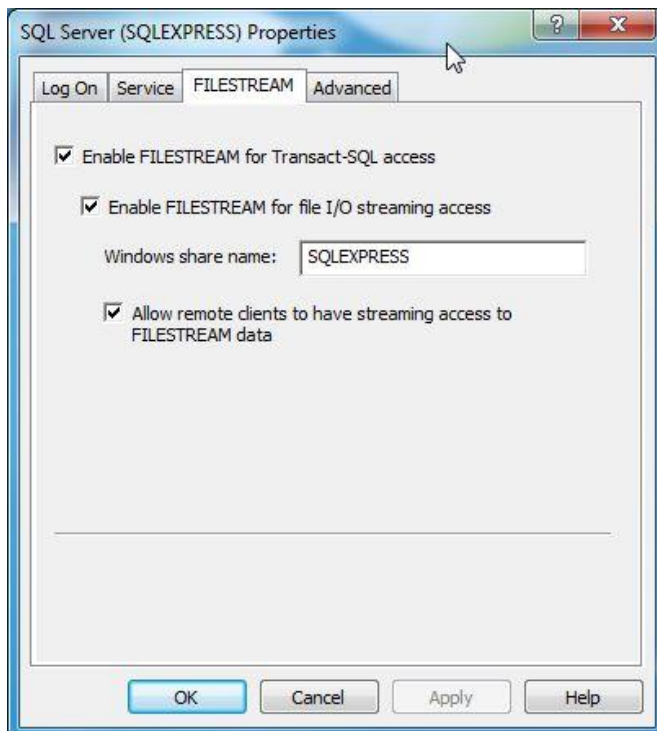 SQL Server (SQLEXPRESS) Properties
Log On Service FILESTREAM Advanced
Enable FILESTREAM for Transact-SQL access
Enable FILESTREAM for file I/O streaming access
Windows share name: SQLEXPRESS
Allow remote clients to have streaming access to
FILESTREAM data
OK Cancel Apply Help